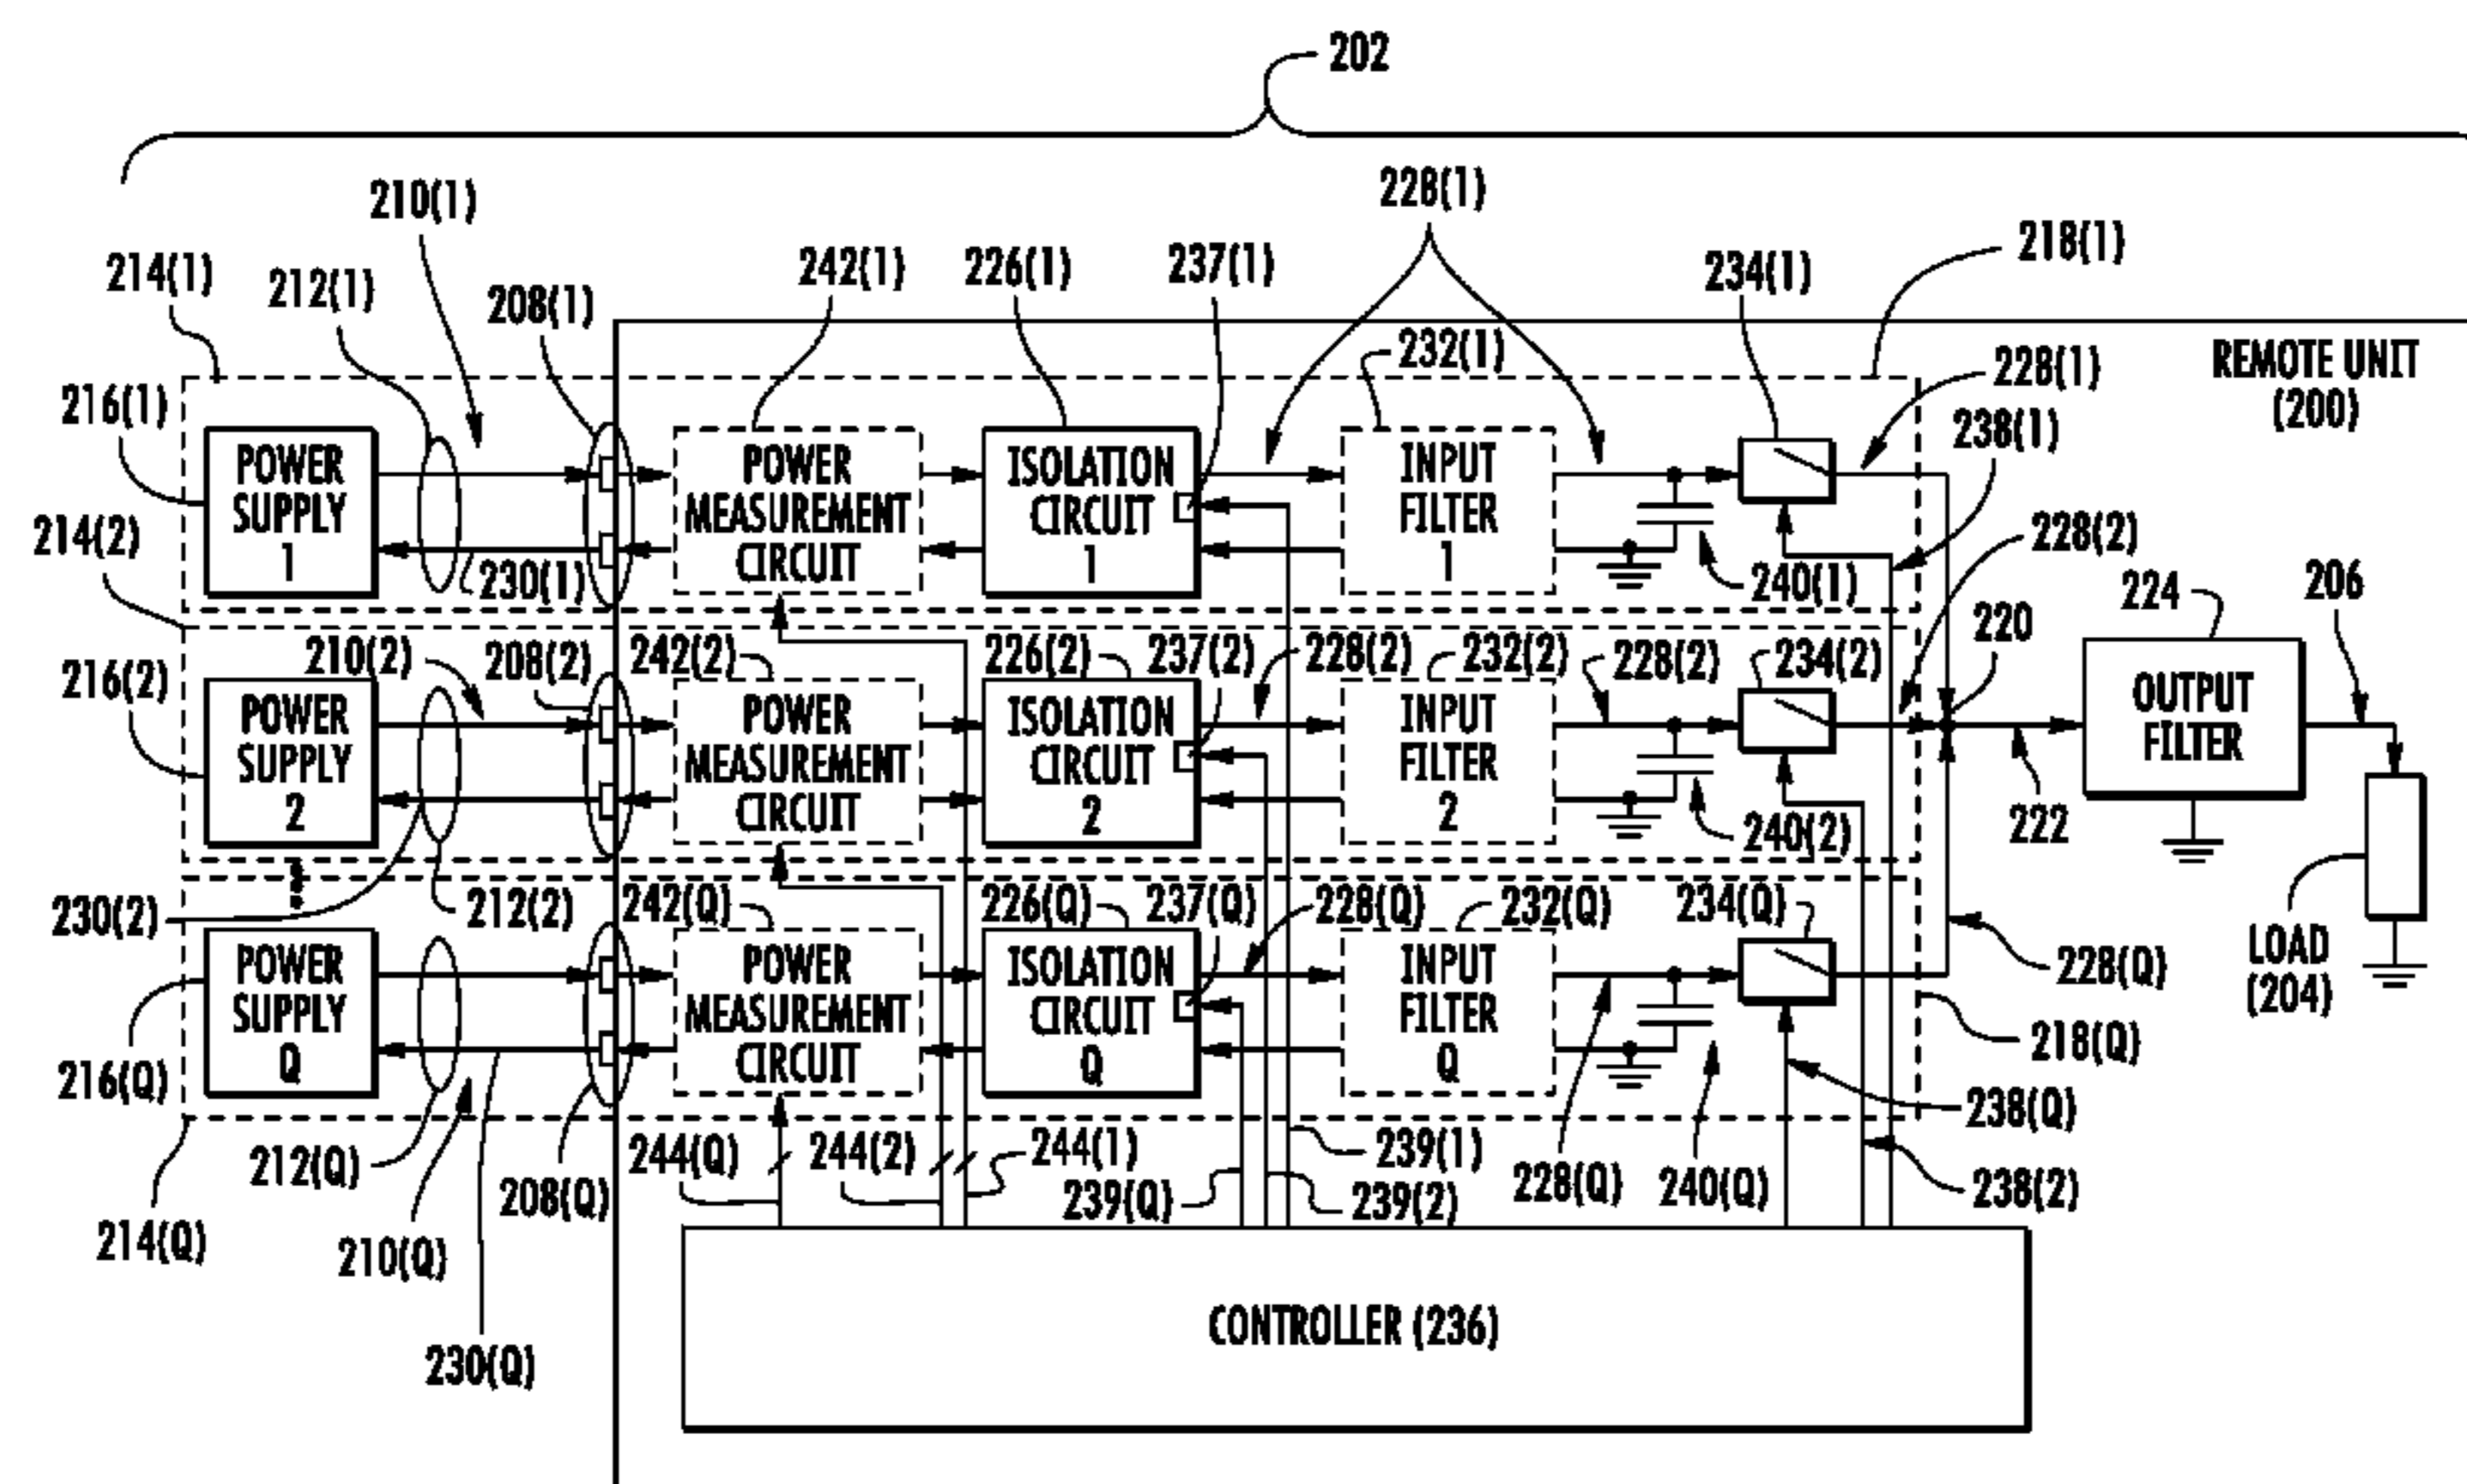 202
210(1)
228(1)
214(1)
212(1)
208(1)
242(1)
226(1)
237(1)
234(1)
218(1)
232(1)
REMOTE UNIT
(200)
228(1)
216(1)
POWER
SUPPLY
1
POWER
MEASUREMENT
CIRCUIT
ISOLATION
CIRCUIT
1
INPUT
FILTER
1
238(1)
214(2)
230(1)
240(1)
228(2)
224
206
220
216(2)
210(2)
208(2)
242(2)
226(2)
237(2)
228(2)
232(2)
228(2)
234(2)
POWER
SUPPLY
2
POWER
MEASUREMENT
CIRCUIT
ISOLATION
CIRCUIT
2
INPUT
FILTER
2
OUTPUT
FILTER
240(2)
222
230(2)
212(2)
242(Q)
226(Q)
237(Q)
228(Q)
232(Q)
234(Q)
LOAD
(204)
228(Q)
POWER
SUPPLY
Q
POWER
MEASUREMENT
CIRCUIT
ISOLATION
CIRCUIT
Q
INPUT
FILTER
Q
216(Q)
218(Q)
238(Q)
212(Q)
208(Q)
244(Q)
244(2)
244(1)
239(1)
239(Q)
239(2)
228(Q)
240(Q)
238(2)
214(Q)
210(Q)
230(Q)
CONTROLLER (236)